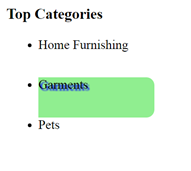 Top Categories
Home Furnishing
Garments
Pets